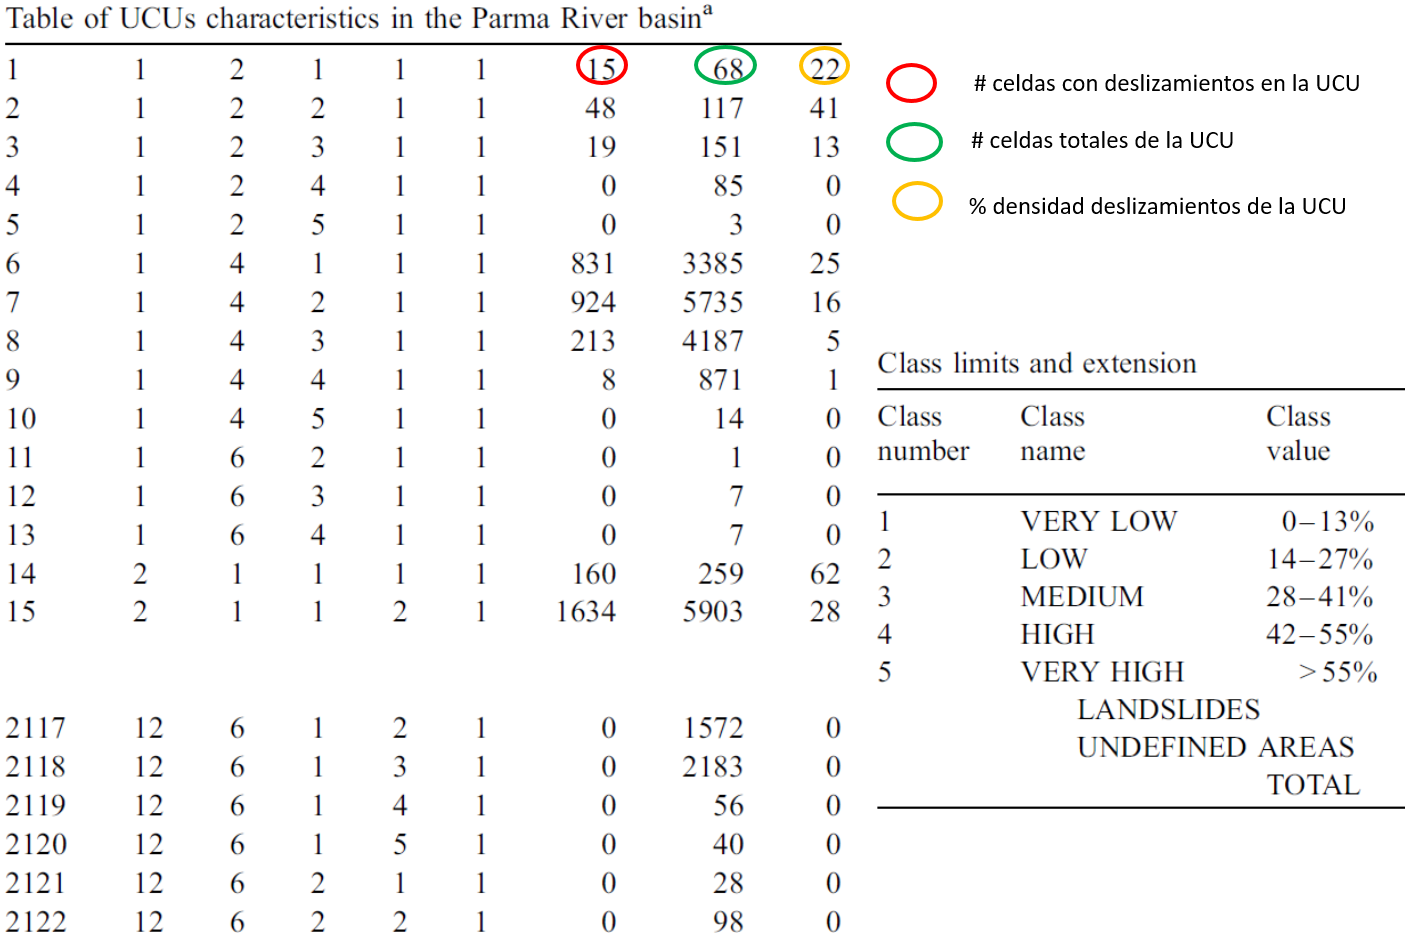 Table of UCUs characteristics in the Parma River basinᵃ
1 1 2 1 1 1 15 68 22
2 1 2 2 1 1 48 117 41
3 1 2 3 1 1 19 151 13
4 1 2 4 1 1 0 85 0
5 1 2 5 1 1 0 3 0
6 1 4 1 1 1 831 3385 25
7 1 4 2 1 1 924 5735 16
8 1 4 3 1 1 213 4187 5
9 1 4 4 1 1 8 871 1
10 1 4 5 1 1 0 14 0
11 1 6 2 1 1 0 1 0
12 1 6 3 1 1 0 7 0
13 1 6 4 1 1 0 7 0
14 2 1 1 1 1 160 259 62
15 2 1 1 2 1 1634 5903 28
2117 12 6 1 2 1 0 1572 0
2118 12 6 1 3 1 0 2183 0
2119 12 6 1 4 1 0 56 0
2120 12 6 1 5 1 0 40 0
2121 12 6 2 1 1 0 28 0
2122 12 6 2 2 1 0 98 0
# celdas con deslizamientos en la UCU
# celdas totales de la UCU
% densidad deslizamientos de la UCU
Class limits and extension
Class Class Class
number name value
1 VERY LOW 0–13%
2 LOW 14–27%
3 MEDIUM 28–41%
4 HIGH 42–55%
5 VERY HIGH >55%
LANDSLIDES
UNDEFINED AREAS
TOTAL